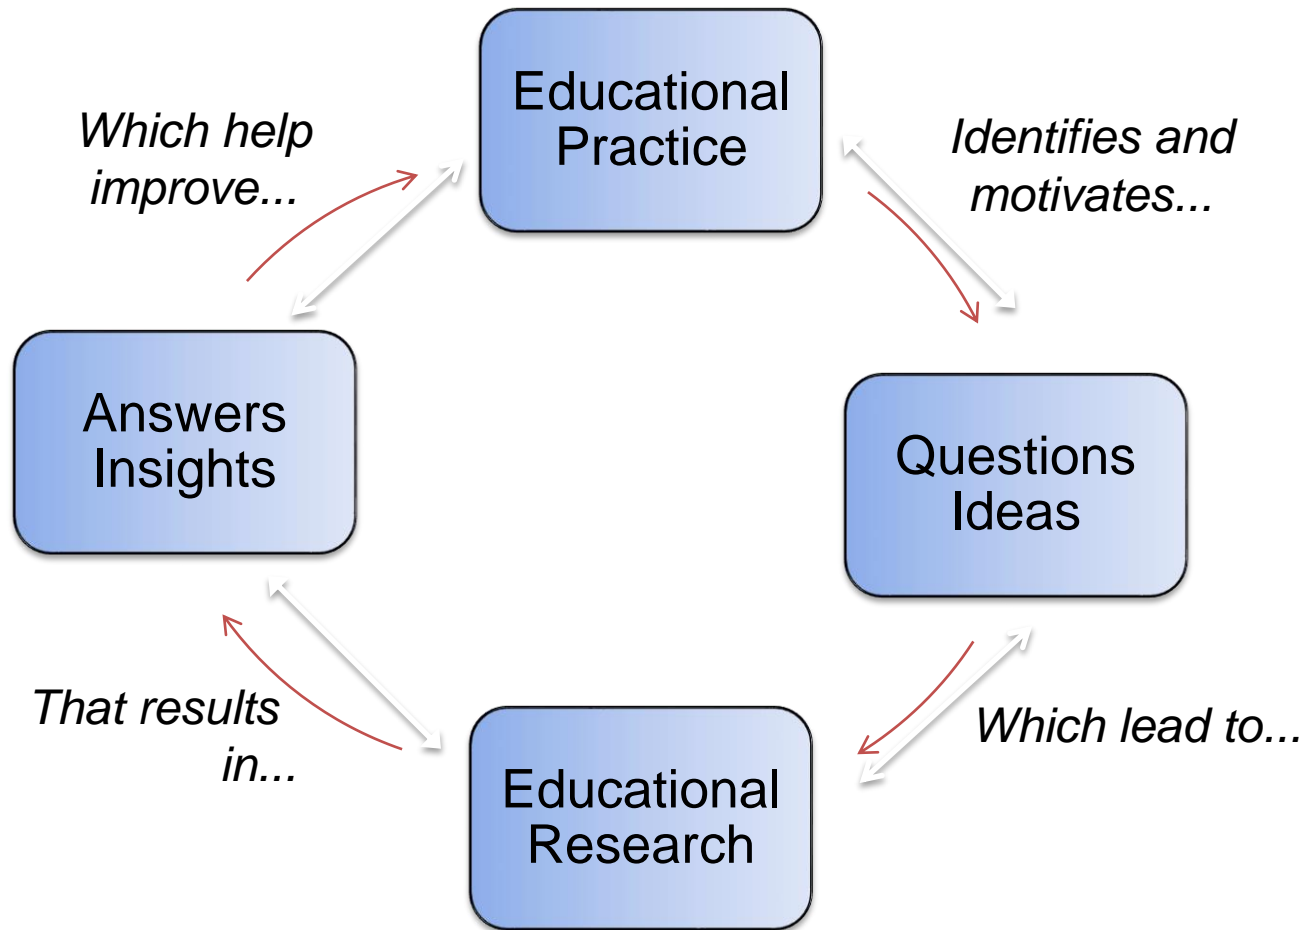 Educational
Practice
Identifies and
motivates...
Questions
Ideas
Which lead to...
Educational
Research
That results
in...
Answers
Insights
Which help
improve...